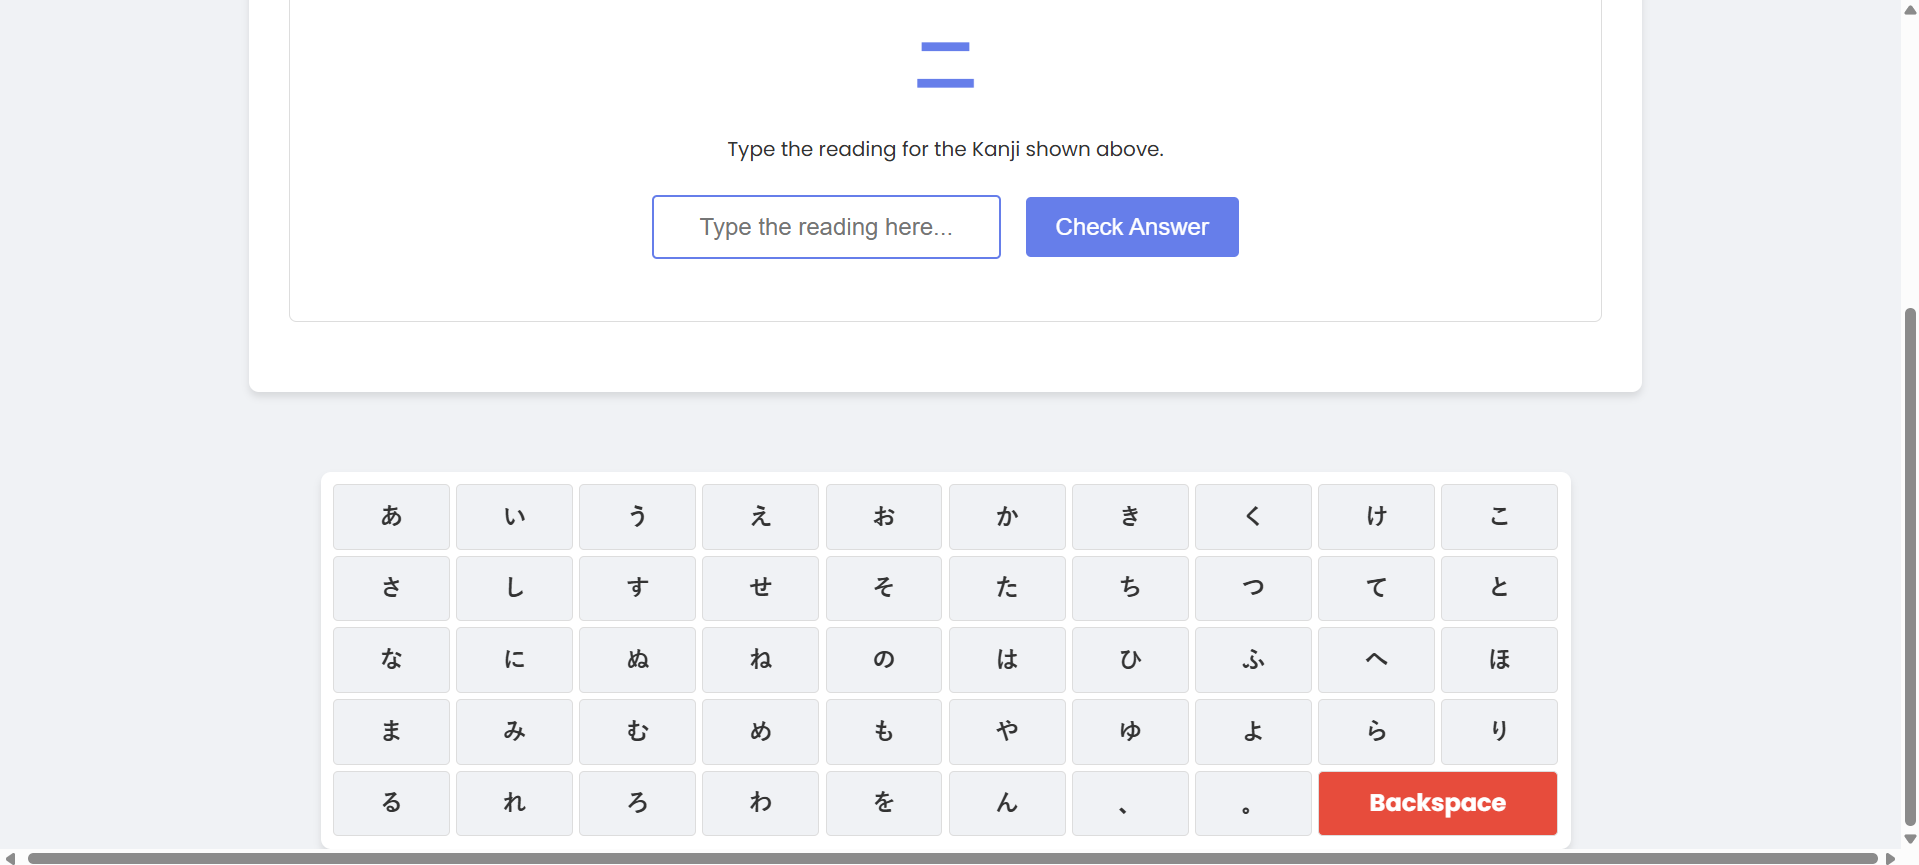 二
Type the reading for the Kanji shown above.
Type the reading here...
Check Answer
あ い う え お か き く け こ
さ し す せ そ た ち つ て と
な に ぬ ね の は ひ ふ へ ほ
ま み む め も や ゆ よ ら り
る れ ろ わ を ん 、 。 Backspace